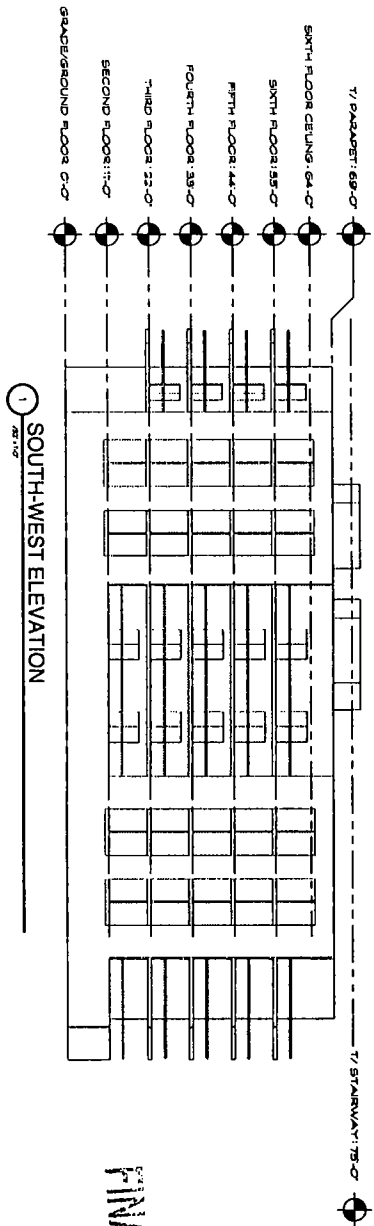 T/ PARAPET: 69'-0"
SIXTH FLOOR CEILING: 64'-0"
SIXTH FLOOR: 55'-0"
FIFTH FLOOR: 44'-0"
FOURTH FLOOR: 33'-0"
THIRD FLOOR: 22'-0"
SECOND FLOOR: 11'-0"
GRADE/GROUND FLOOR: 0'-0"
T/ STAIRWAY: 75'-0"
1
SOUTH-WEST ELEVATION